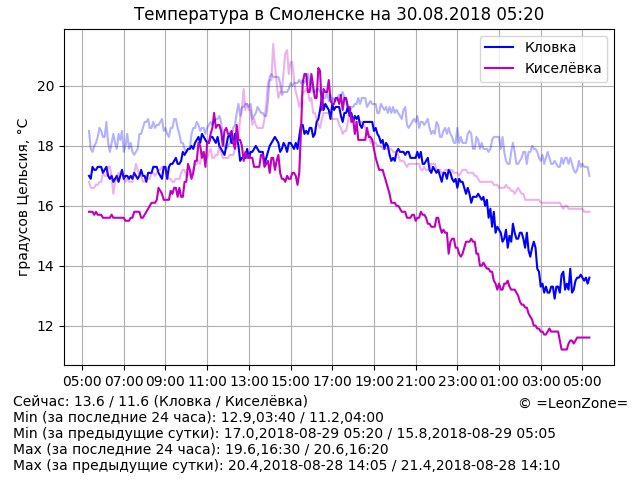 Температура в Смоленске на 30.08.2018 05:20
Кловка
Киселёвка
градусов Цельсия, °C
20
18
16
14
12
05:00 07:00 09:00 11:00 13:00 15:00 17:00 19:00 21:00 23:00 01:00 03:00 05:00
Сейчас: 13.6 / 11.6 (Кловка / Киселёвка)
© =LeonZone=
Min (за последние 24 часа): 12.9,03:40 / 11.2,04:00
Min (за предыдущие сутки): 17.0,2018-08-29 05:20 / 15.8,2018-08-29 05:05
Max (за последние 24 часа): 19.6,16:30 / 20.6,16:20
Max (за предыдущие сутки): 20.4,2018-08-28 14:05 / 21.4,2018-08-28 14:10